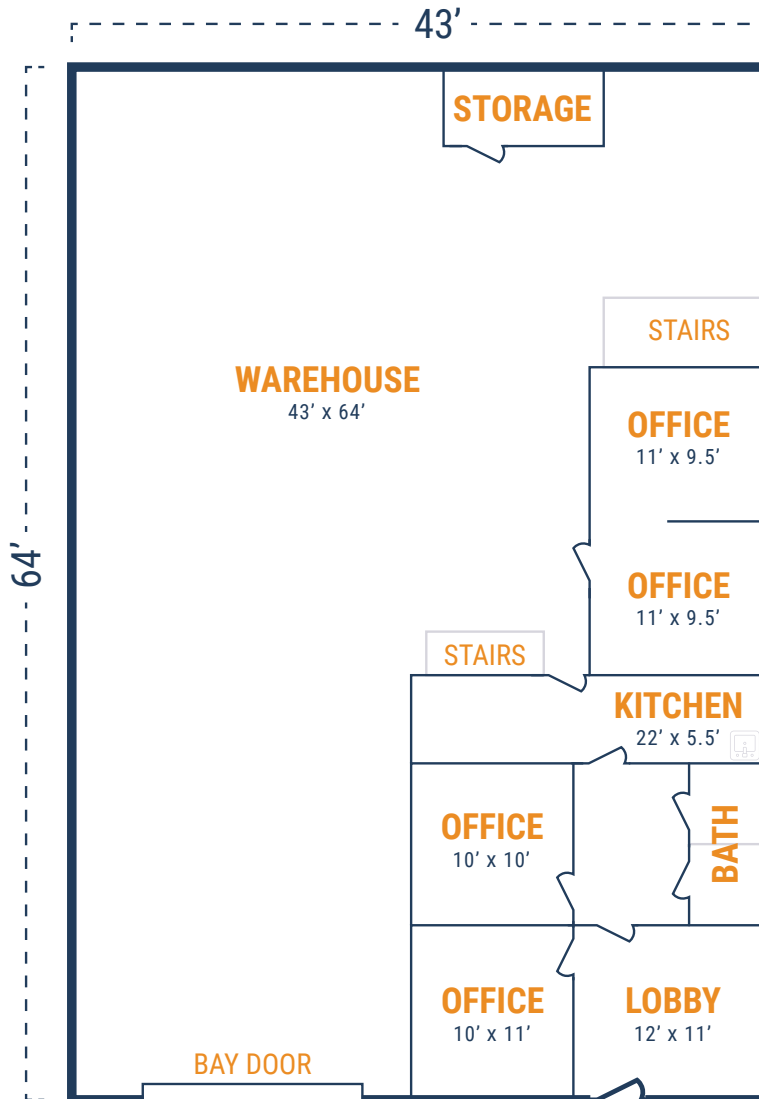 43’
STORAGE
STAIRS
WAREHOUSE
43’ x 64’
OFFICE
11’ x 9.5’
64’
OFFICE
11’ x 9.5’
STAIRS
KITCHEN
22’ x 5.5’
OFFICE
10’ x 10’
BATH
OFFICE
10’ x 11’
LOBBY
12’ x 11’
BAY DOOR